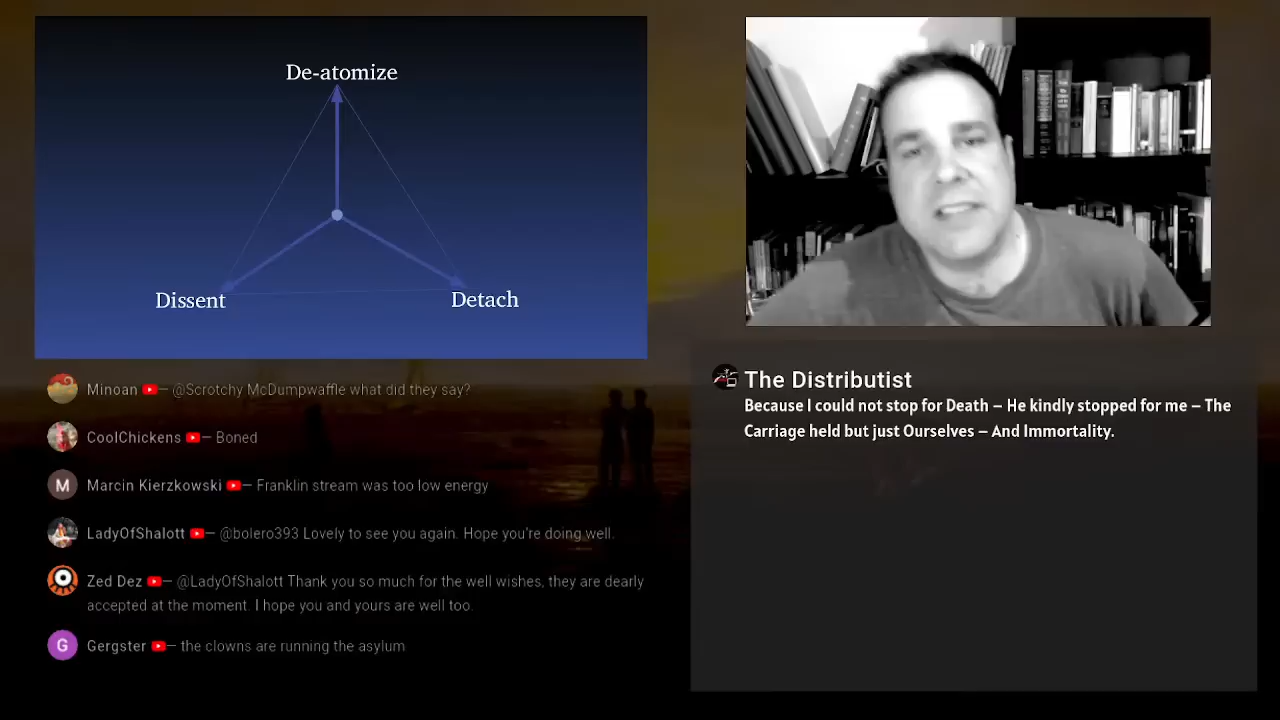 De-atomize
Dissent
Detach
Minoan — @Scrotchy McDumpwaffle what did they say?
CoolChickens — Boned
M
Marcin Kierzkowski — Franklin stream was too low energy
LadyOfShalott — @bolero393 Lovely to see you again. Hope you're doing well.
Zed Dez — @LadyOfShalott Thank you so much for the well wishes, they are dearly
accepted at the moment. I hope you and yours are well too.
G
Gergster — the clowns are running the asylum
The Distributist
Because I could not stop for Death – He kindly stopped for me – The
Carriage held but just Ourselves – And Immortality.